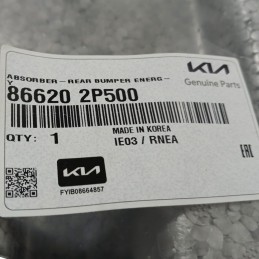 KIA
Genuine Parts
ABSORBER-REAR BUMPER ENERG-
Y
86620 2P500
QTY: 1
MADE IN KOREA
IE03 / RNEA
EAC
KIA
FYIB08664857